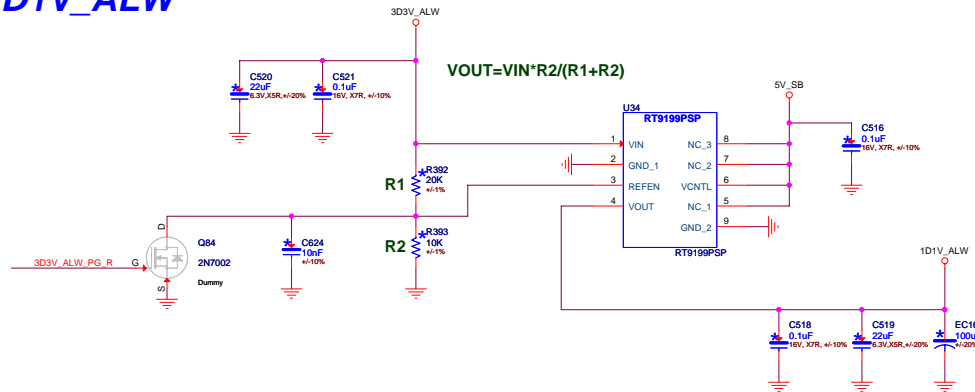 D1V_ALW
3D3V_ALW
VOUT=VIN*R2/(R1+R2)
C520
22uF
6.3V,X5R,+/-20%
C521
0.1uF
16V, X7R, +/-10%
5V_SB
U34
RT9199PSP
1
VIN
NC_3
8
2
GND_1
NC_2
7
3
REFEN
VCNTL
6
4
VOUT
NC_1
5
GND_2
9
RT9199PSP
C516
0.1uF
16V, X7R, +/-10%
R1
R392
20K
+/-1%
R2
R393
10K
+/-1%
3D3V_ALW_PG_R
G
D
S
Q84
2N7002
Dummy
C624
10nF
+/-10%
1D1V_ALW
C518
0.1uF
16V, X7R, +/-10%
C519
22uF
6.3V,X5R,+/-20%
EC16
100u
+/-20%